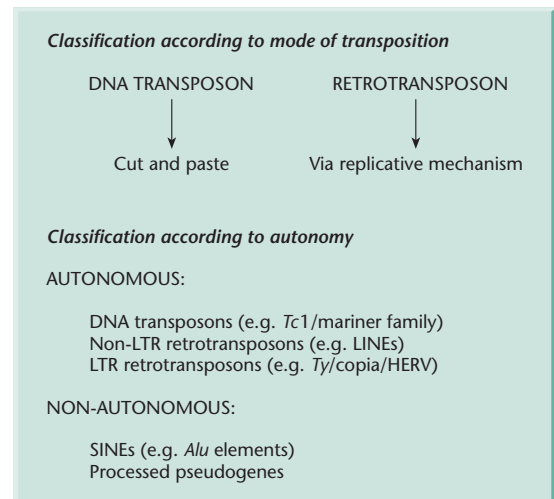 Classification according to mode of transposition
DNA TRANSPOSON RETROTRANSPOSON
Cut and paste Via replicative mechanism
Classification according to autonomy
AUTONOMOUS:
DNA transposons (e.g. Tc1/mariner family)
Non-LTR retrotransposons (e.g. LINEs)
LTR retrotransposons (e.g. Ty/copia/HERV)
NON-AUTONOMOUS:
SINEs (e.g. Alu elements)
Processed pseudogenes